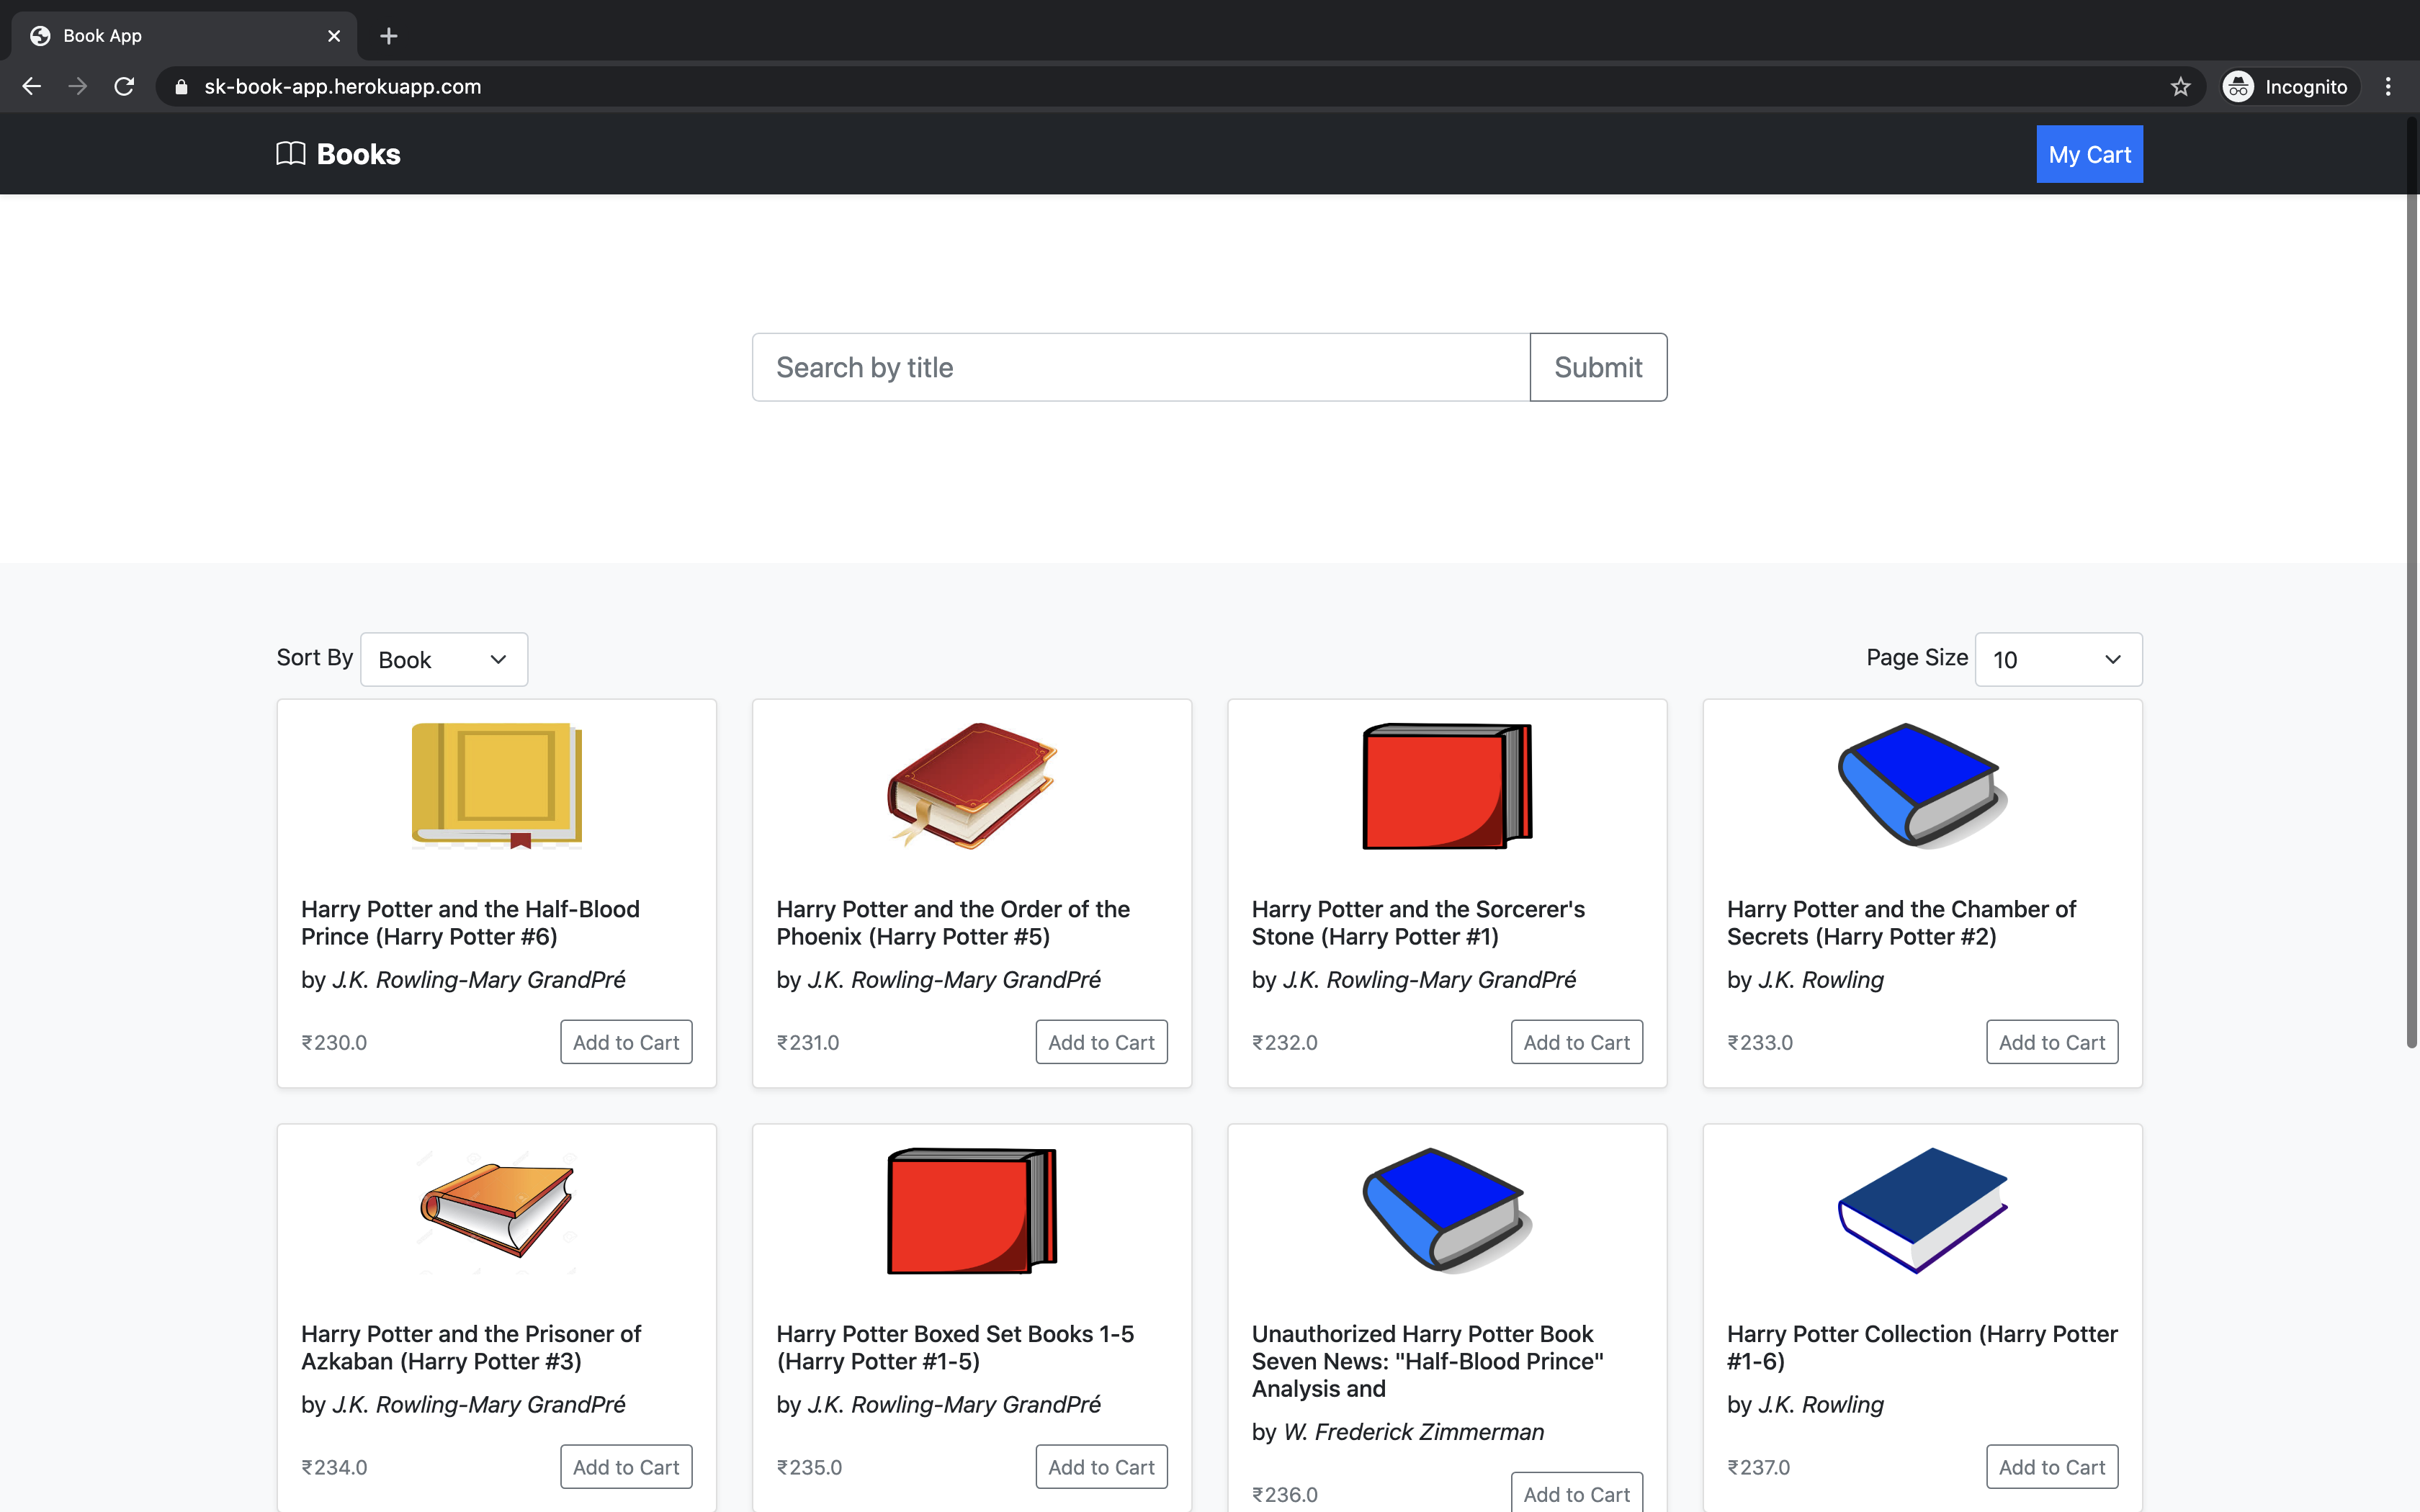 Book App
sk-book-app.herokuapp.com
Incognito
Books
My Cart
Search by title
Submit
Sort By
Book
Page Size
10
Harry Potter and the Half-Blood
Prince (Harry Potter #6)
by J.K. Rowling-Mary GrandPré
₹230.0
Add to Cart
Harry Potter and the Order of the
Phoenix (Harry Potter #5)
by J.K. Rowling-Mary GrandPré
₹231.0
Add to Cart
Harry Potter and the Sorcerer's
Stone (Harry Potter #1)
by J.K. Rowling-Mary GrandPré
₹232.0
Add to Cart
Harry Potter and the Chamber of
Secrets (Harry Potter #2)
by J.K. Rowling
₹233.0
Add to Cart
Harry Potter and the Prisoner of
Azkaban (Harry Potter #3)
by J.K. Rowling-Mary GrandPré
₹234.0
Add to Cart
Harry Potter Boxed Set Books 1-5
(Harry Potter #1-5)
by J.K. Rowling-Mary GrandPré
₹235.0
Add to Cart
Unauthorized Harry Potter Book
Seven News: "Half-Blood Prince"
Analysis and
by W. Frederick Zimmerman
₹236.0
Add to Cart
Harry Potter Collection (Harry Potter
#1-6)
by J.K. Rowling
₹237.0
Add to Cart